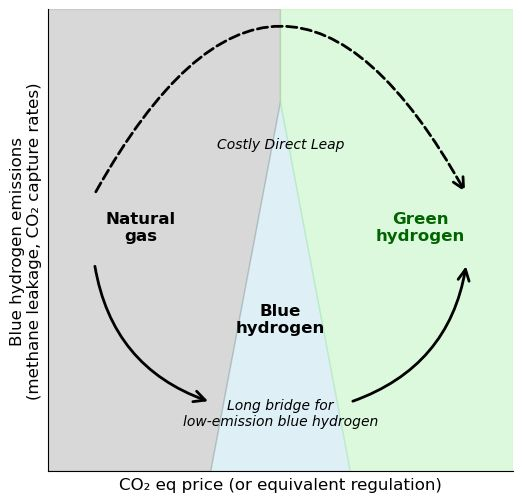 Blue hydrogen emissions
(methane leakage, CO₂ capture rates)
Costly Direct Leap
Natural
gas
Green
hydrogen
Blue
hydrogen
Long bridge for
low-emission blue hydrogen
CO₂ eq price (or equivalent regulation)